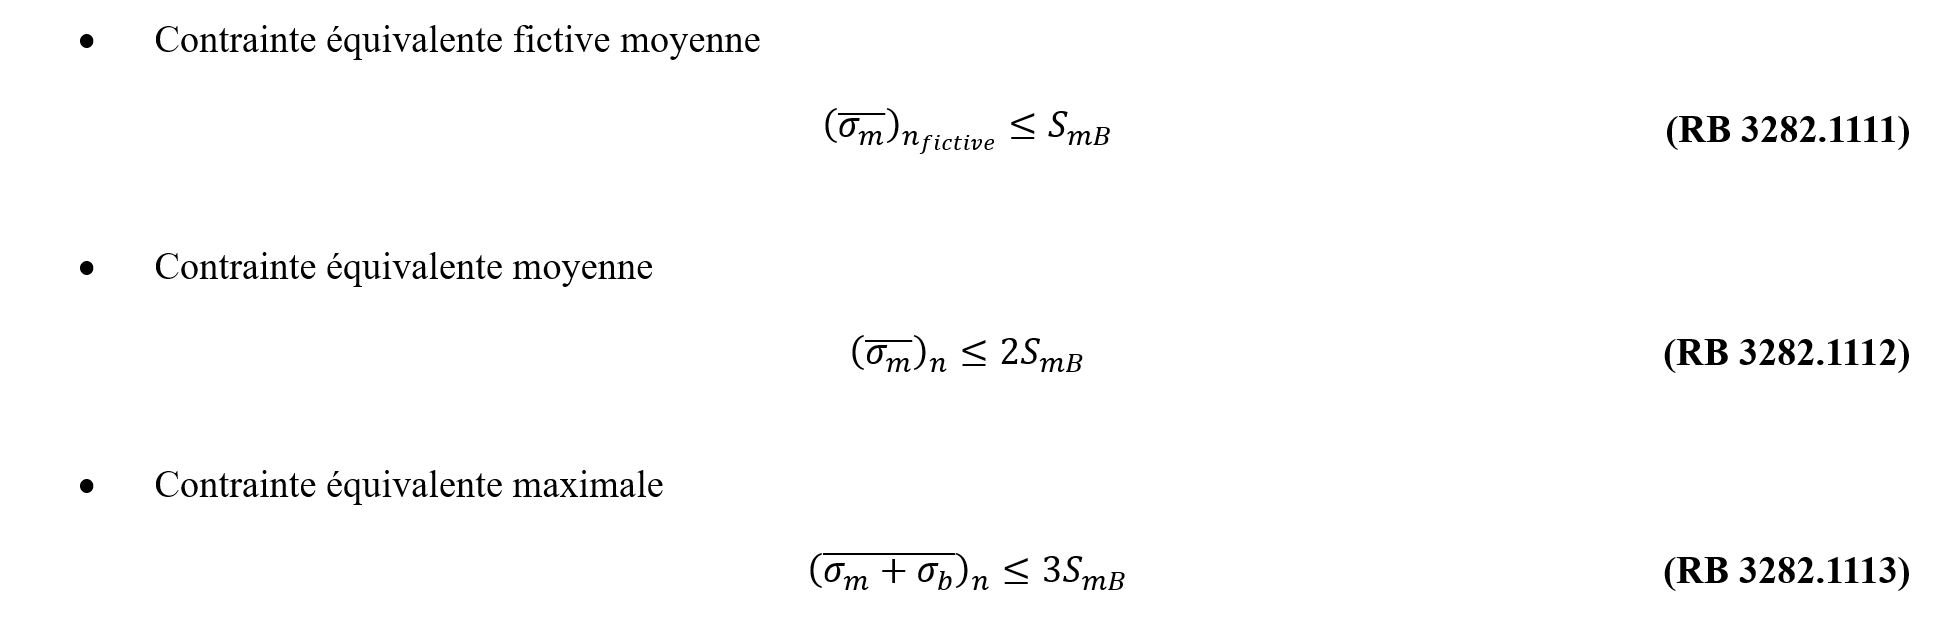 • Contrainte équivalente fictive moyenne
$(\overline{\sigma_m})_{n_{fictive}} \leq S_{mB}$ (RB 3282.1111)
• Contrainte équivalente moyenne
$(\overline{\sigma_m})_n \leq 2S_{mB}$ (RB 3282.1112)
• Contrainte équivalente maximale
$(\overline{\sigma_m + \sigma_b})_n \leq 3S_{mB}$ (RB 3282.1113)